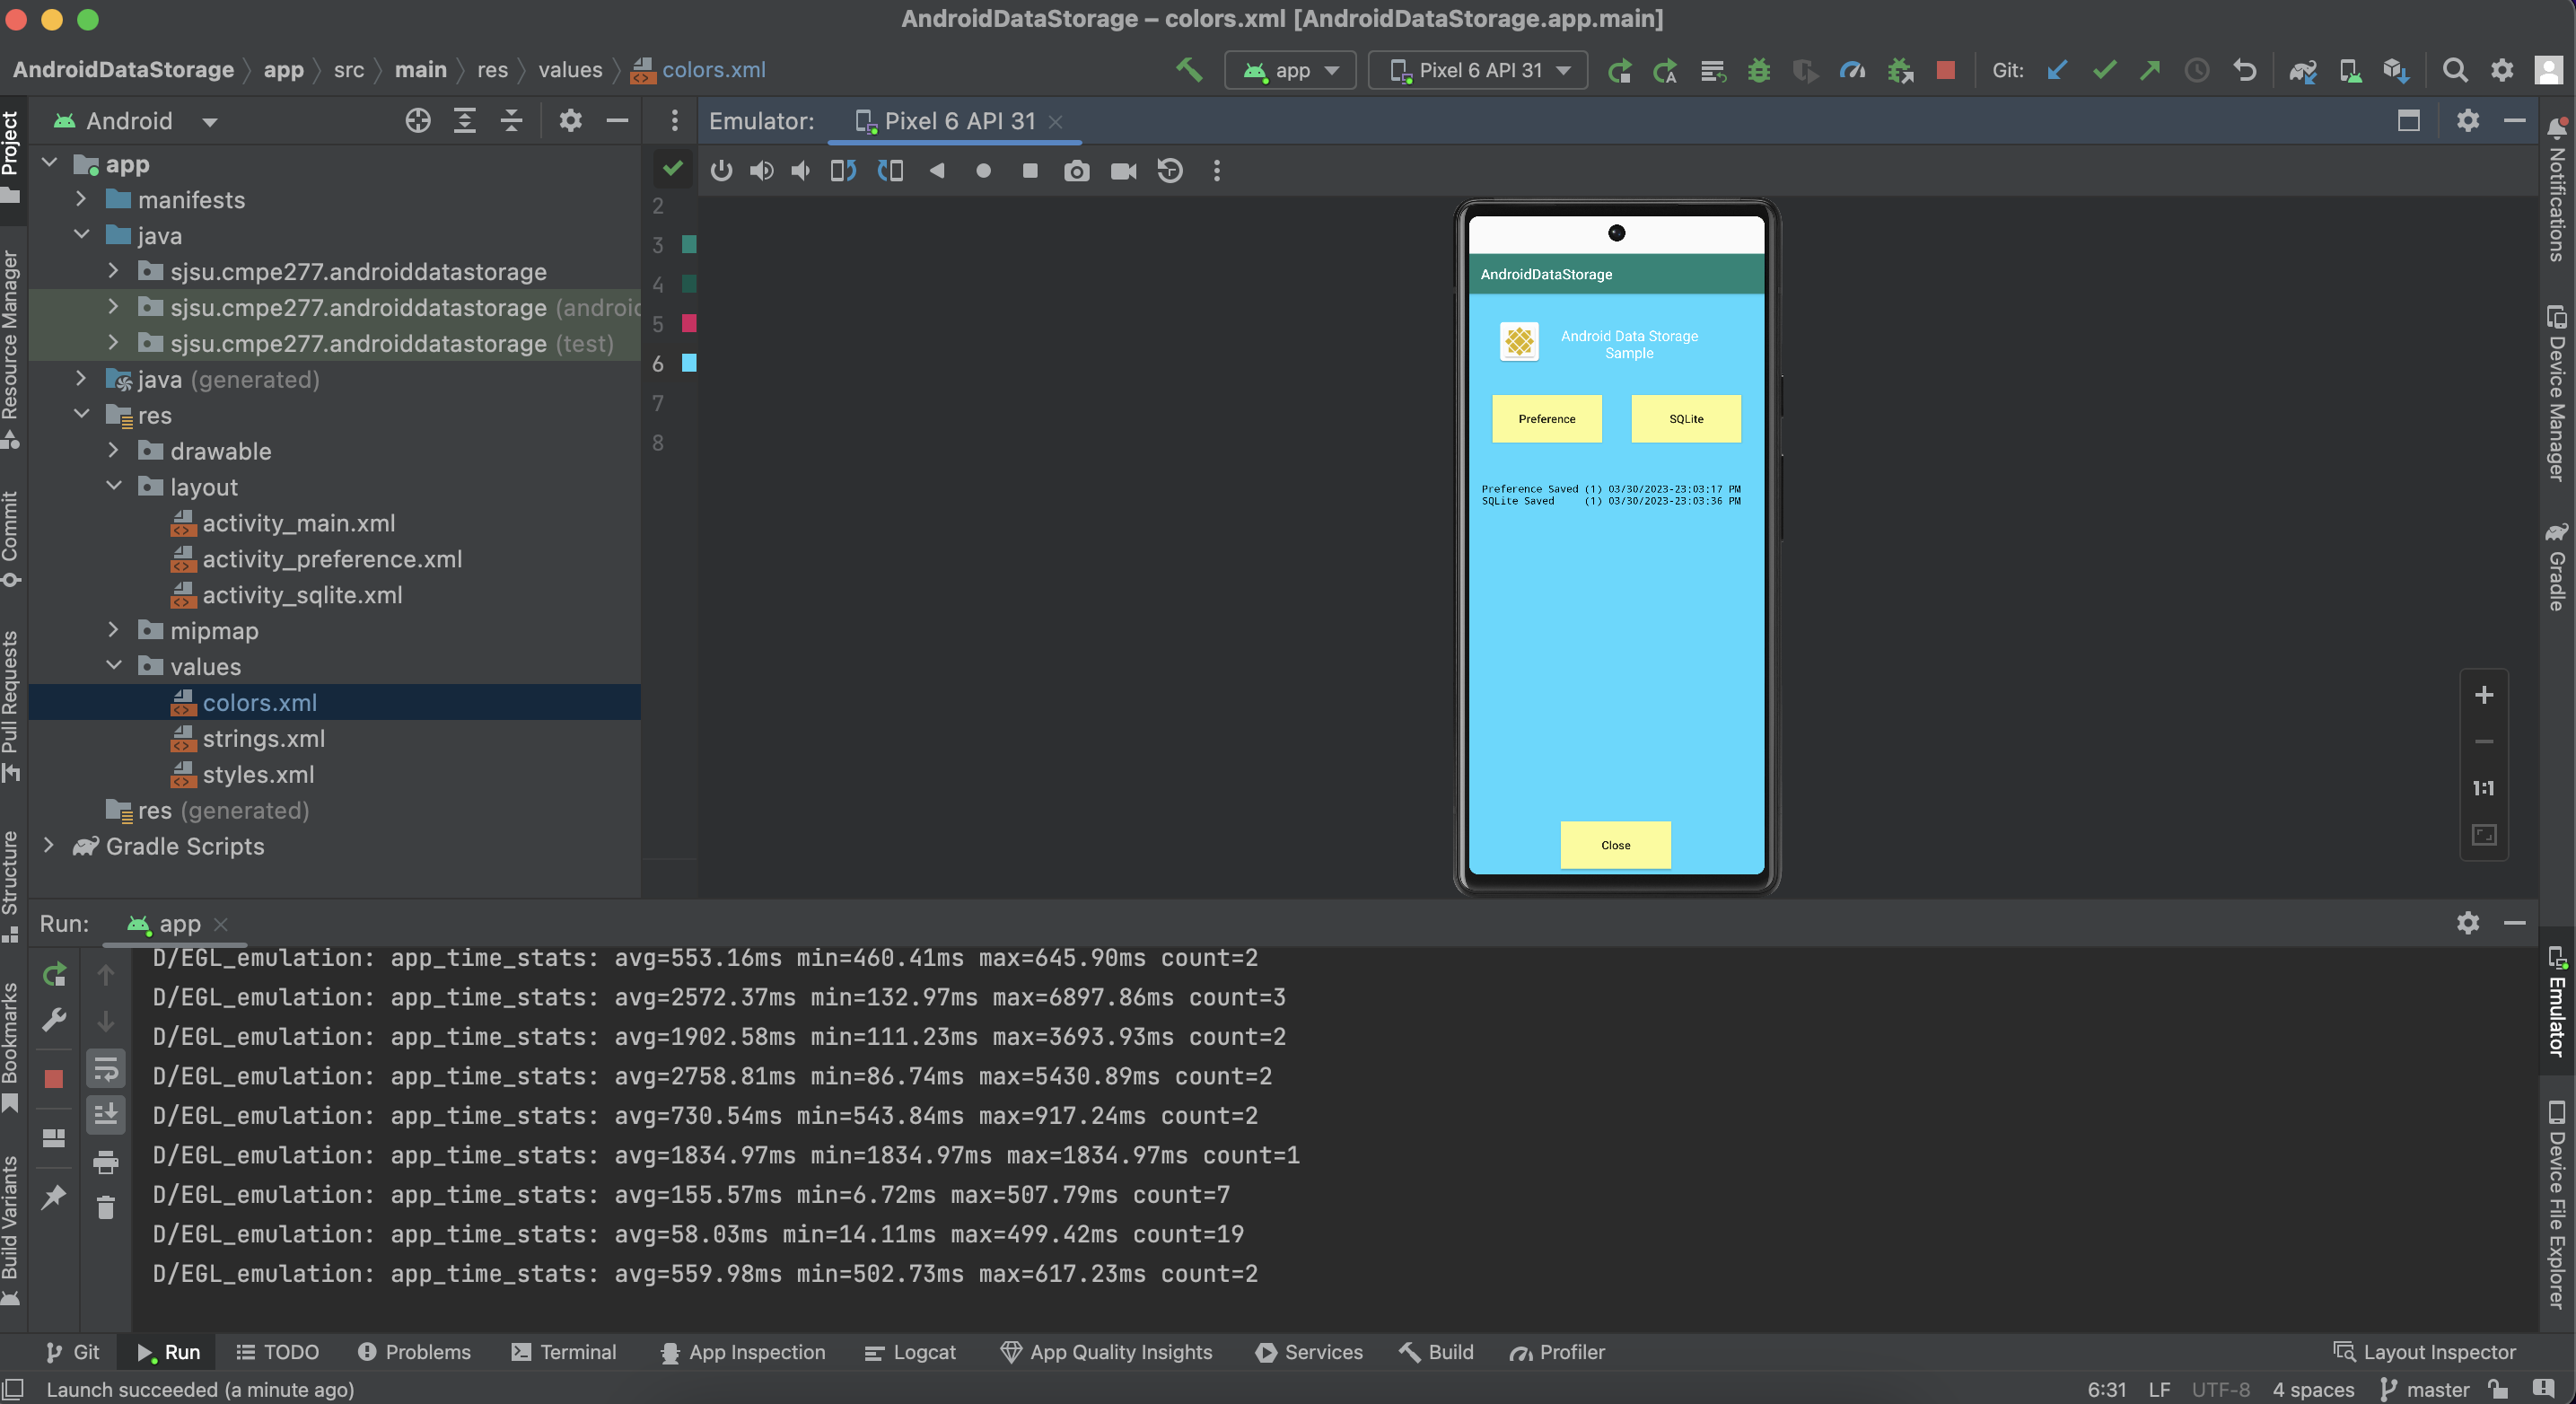 AndroidDataStorage – colors.xml [AndroidDataStorage.app.main]
AndroidDataStorage app src main res values colors.xml
app
Pixel 6 API 31
Git:
Project
Resource Manager
Commit
Pull Requests
Structure
Bookmarks
Build Variants
Android
app
manifests
java
sjsu.cmpe277.androiddatastorage
sjsu.cmpe277.androiddatastorage (android
sjsu.cmpe277.androiddatastorage (test)
java (generated)
res
drawable
layout
activity_main.xml
activity_preference.xml
activity_sqlite.xml
mipmap
values
colors.xml
strings.xml
styles.xml
res (generated)
Gradle Scripts
2
3
4
5
6
7
8
Emulator: Pixel 6 API 31
AndroidDataStorage
Android Data Storage
Sample
Preference
SQLite
Preference Saved (1) 03/30/2023-23:03:17 PM
SQLite Saved (1) 03/30/2023-23:03:36 PM
Close
1:1
Notifications
Device Manager
Gradle
Emulator
Device File Explorer
Run: app
D/EGL_emulation: app_time_stats: avg=553.16ms min=460.41ms max=645.90ms count=2
D/EGL_emulation: app_time_stats: avg=2572.37ms min=132.97ms max=6897.86ms count=3
D/EGL_emulation: app_time_stats: avg=1902.58ms min=111.23ms max=3693.93ms count=2
D/EGL_emulation: app_time_stats: avg=2758.81ms min=86.74ms max=5430.89ms count=2
D/EGL_emulation: app_time_stats: avg=730.54ms min=543.84ms max=917.24ms count=2
D/EGL_emulation: app_time_stats: avg=1834.97ms min=1834.97ms max=1834.97ms count=1
D/EGL_emulation: app_time_stats: avg=155.57ms min=6.72ms max=507.79ms count=7
D/EGL_emulation: app_time_stats: avg=58.03ms min=14.11ms max=499.42ms count=19
D/EGL_emulation: app_time_stats: avg=559.98ms min=502.73ms max=617.23ms count=2
Git Run TODO Problems Terminal App Inspection Logcat App Quality Insights Services Build Profiler Layout Inspector
Launch succeeded (a minute ago) 6:31 LF UTF-8 4 spaces master